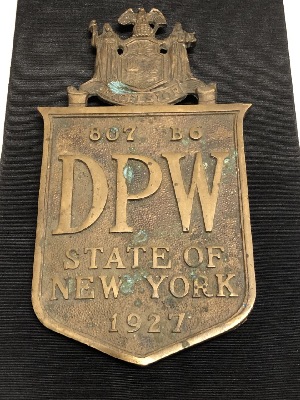 807 B6
DPW
STATE OF
NEW YORK
1927